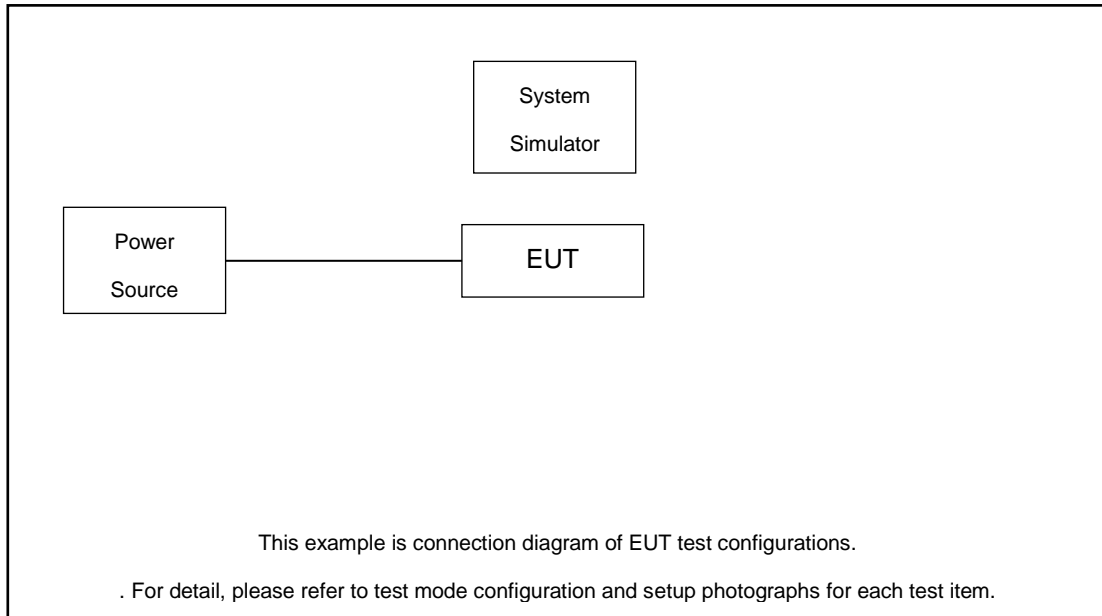 System
Simulator
Power
Source
EUT
This example is connection diagram of EUT test configurations.
. For detail, please refer to test mode configuration and setup photographs for each test item.